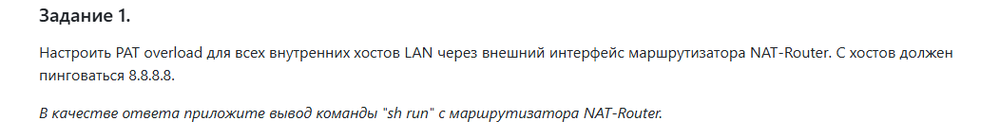 Задание 1.
Настроить PAT overload для всех внутренних хостов LAN через внешний интерфейс маршрутизатора NAT-Router. С хостов должен
пинговаться 8.8.8.8.
В качестве ответа приложите вывод команды "sh run" с маршрутизатора NAT-Router.